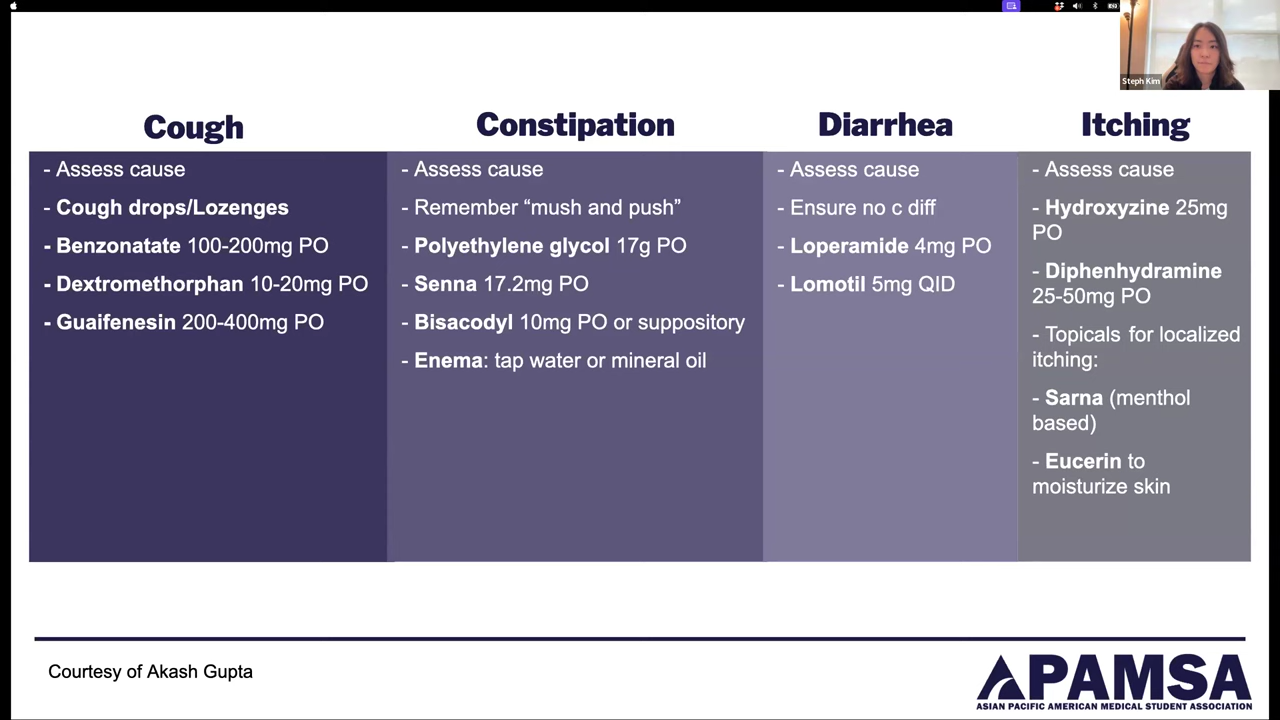 Steph Kim
Cough
- Assess cause
- Cough drops/Lozenges
- Benzonatate 100-200mg PO
- Dextromethorphan 10-20mg PO
- Guaifenesin 200-400mg PO
Constipation
- Assess cause
- Remember “mush and push”
- Polyethylene glycol 17g PO
- Senna 17.2mg PO
- Bisacodyl 10mg PO or suppository
- Enema: tap water or mineral oil
Diarrhea
- Assess cause
- Ensure no c diff
- Loperamide 4mg PO
- Lomotil 5mg QID
Itching
- Assess cause
- Hydroxyzine 25mg
PO
- Diphenhydramine
25-50mg PO
- Topicals for localized
itching:
- Sarna (menthol
based)
- Eucerin to
moisturize skin
Courtesy of Akash Gupta
APAMSA
ASIAN PACIFIC AMERICAN MEDICAL STUDENT ASSOCIATION